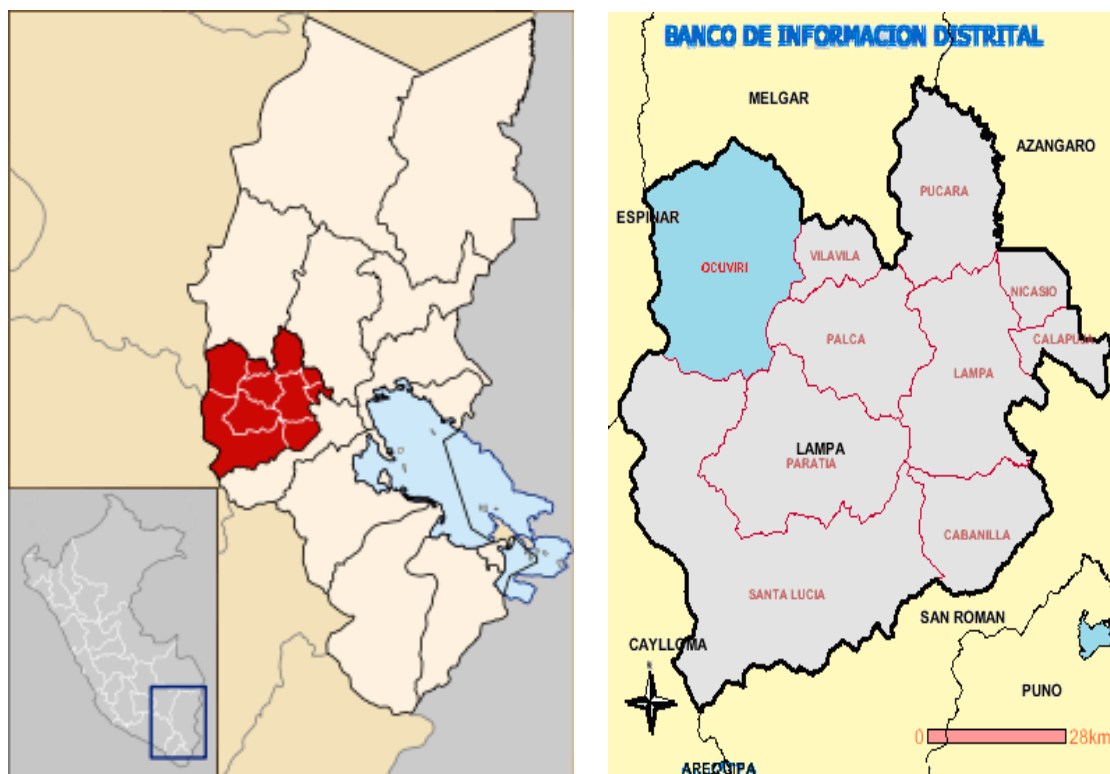 BANCO DE INFORMACION DISTRITAL
MELGAR
AZANGARO
PUCARA
ESPINAR
VILAVILA
OCUVIRI
NICASIO
PALCA
CALAPUJA
LAMPA
LAMPA
PARATIA
CABANILLA
SANTA LUCIA
SAN ROMAN
CAYLLOMA
PUNO
0 28km
AREQUIPA